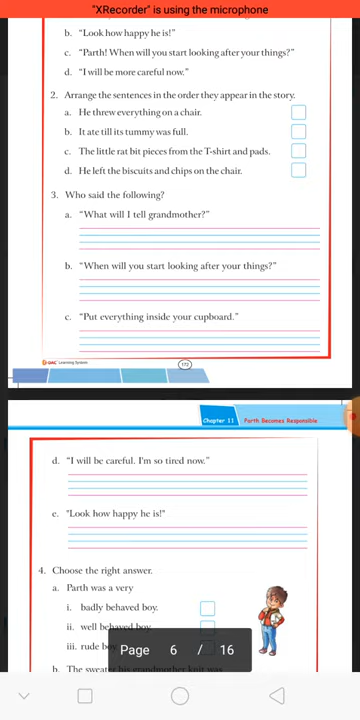 "XRecorder" is using the microphone
b. "Look how happy he is!"
c. "Parth! When will you start looking after your things?"
d. "I will be more careful now."
2. Arrange the sentences in the order they appear in the story.
a. He threw everything on a chair.
b. It ate till its tummy was full.
c. The little rat bit pieces from the T-shirt and pads.
d. He left the biscuits and chips on the chair.
3. Who said the following?
a. "What will I tell grandmother?"
b. "When will you start looking after your things?"
c. "Put everything inside your cupboard."
Learning System
172
Chapter 11 Parth Becomes Responsible
d. "I will be careful. I'm so tired now."
e. "Look how happy he is!"
4. Choose the right answer.
a. Parth was a very
i. badly behaved boy.
ii. well behaved boy.
iii. rude
Page 6 / 16
b. The sweater his grandmother knit was